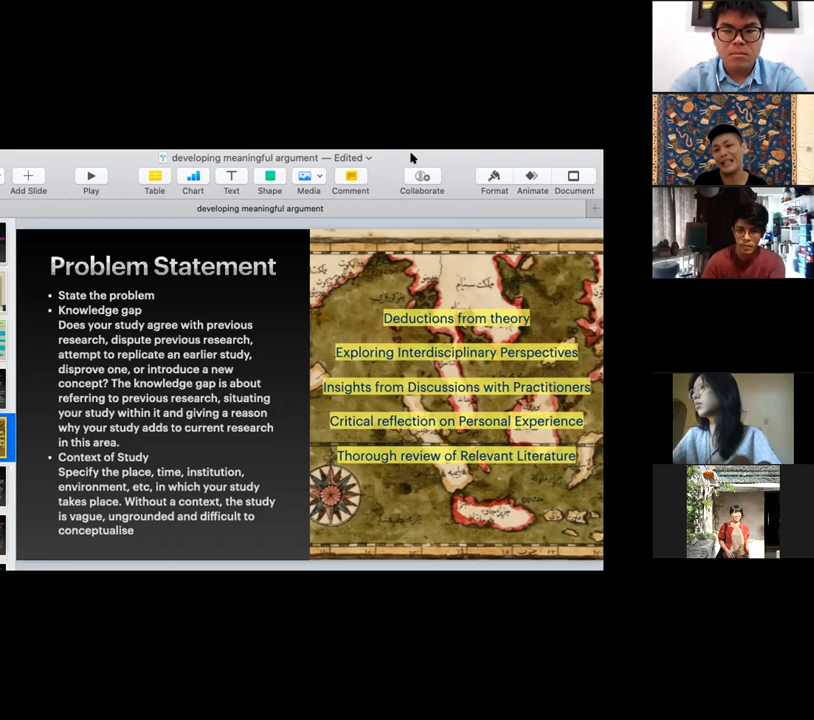 developing meaningful argument — Edited
Add Slide
Play
Table
Chart
Text
Shape
Media
Comment
Collaborate
Format
Animate
Document
developing meaningful argument
Problem Statement
• State the problem
• Knowledge gap
Does your study agree with previous
research, dispute previous research,
attempt to replicate an earlier study,
disprove one, or introduce a new
concept? The knowledge gap is about
referring to previous research, situating
your study within it and giving a reason
why your study adds to current research
in this area.
• Context of Study
Specify the place, time, institution,
environment, etc, in which your study
takes place. Without a context, the study
is vague, ungrounded and difficult to
conceptualise
Deductions from theory
Exploring Interdisciplinary Perspectives
Insights from Discussions with Practitioners
Critical reflection on Personal Experience
Thorough review of Relevant Literature